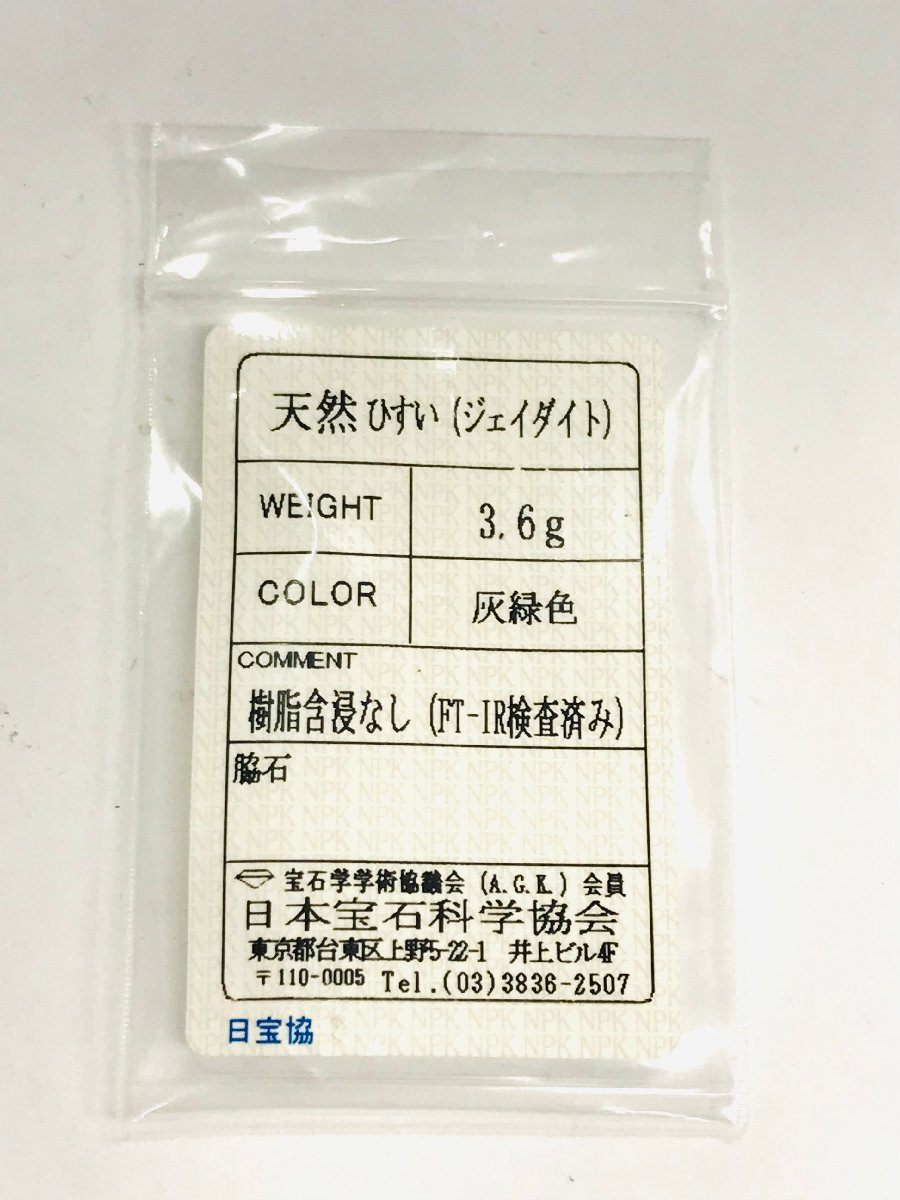 天然ひすい(ジェイダイト)
WEIGHT 3.6g
COLOR 灰緑色
COMMENT
樹脂含浸なし (FT-IR検査済み)
脇石
宝石学学術協議会 (A.G.K.) 会員
日本宝石科学協会
東京都台東区上野5-22-1 井上ビル4F
〒110-0005 Tel.(03)3836-2507
日宝協